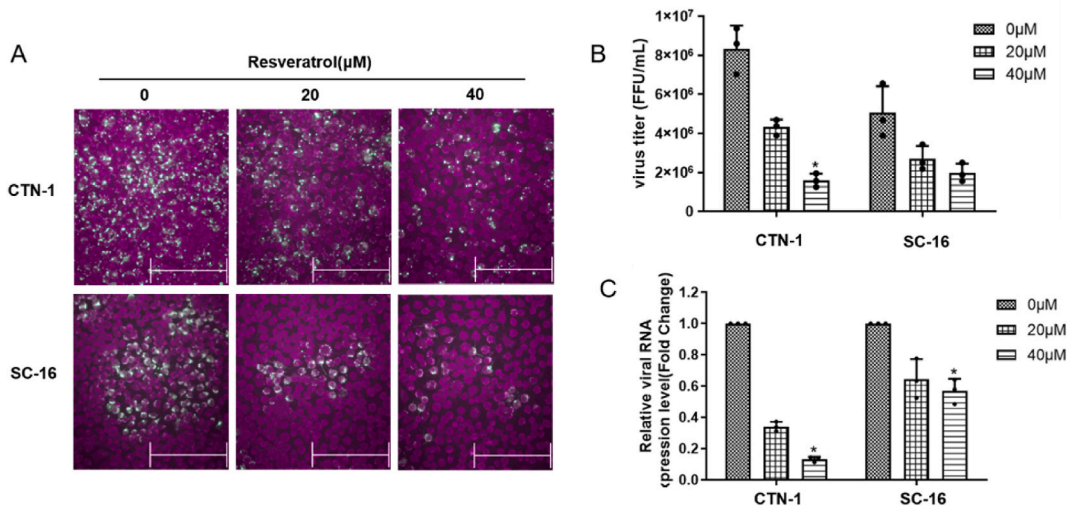 A
Resveratrol(µM)
0 20 40
CTN-1
SC-16
B
virus titer (FFU/mL)
1×10⁷
8×10⁶
6×10⁶
4×10⁶
2×10⁶
0
*
CTN-1 SC-16
0µM
20µM
40µM
C
Relative viral RNA
xpression level(Fold Change)
1.2
1.0
0.8
0.6
0.4
0.2
0.0
* *
CTN-1 SC-16
0µM
20µM
40µM